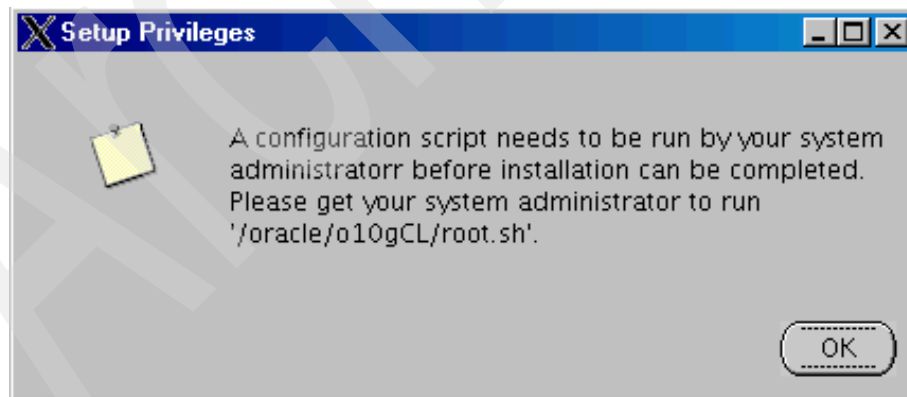 Setup Privileges
A configuration script needs to be run by your system
administratorr before installation can be completed.
Please get your system administrator to run
'/oracle/o10gCL/root.sh'.
OK